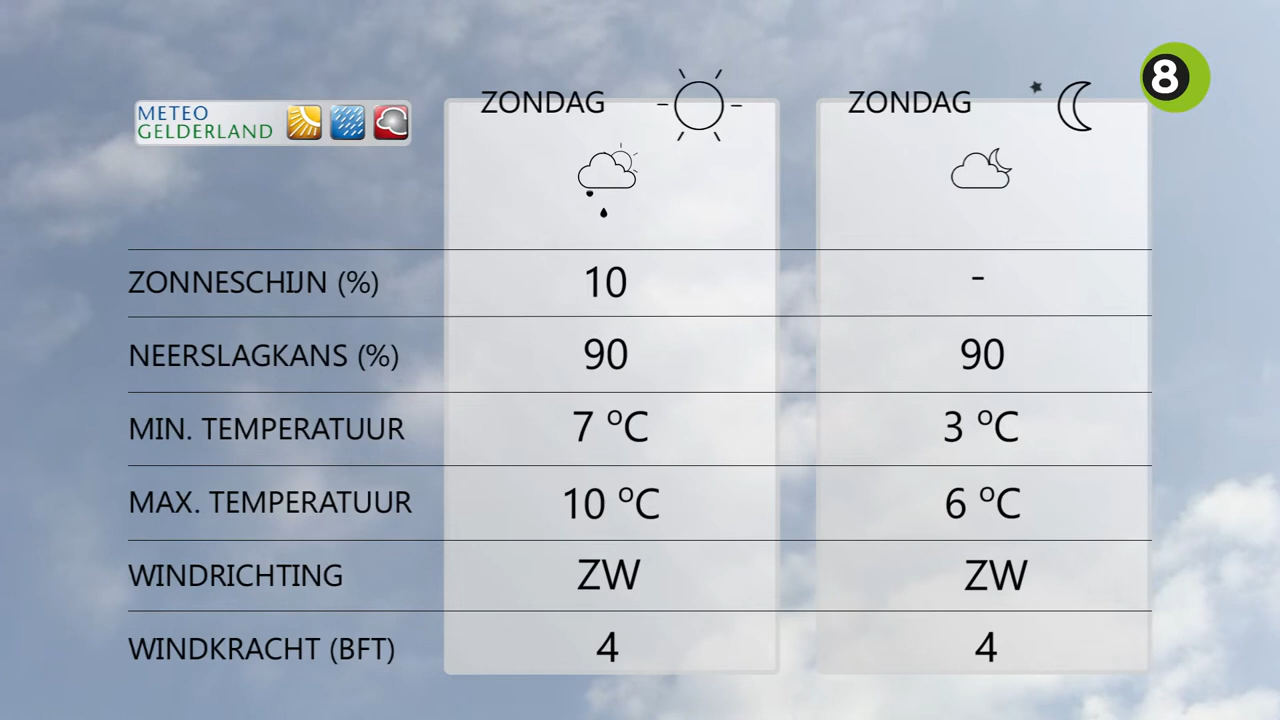 METEO
GELDERLAND
ZONDAG ZONDAG
8
ZONNESCHIJN (%) 10 -
NEERSLAGKANS (%) 90 90
MIN. TEMPERATUUR 7 ºC 3 ºC
MAX. TEMPERATUUR 10 ºC 6 ºC
WINDRICHTING ZW ZW
WINDKRACHT (BFT) 4 4